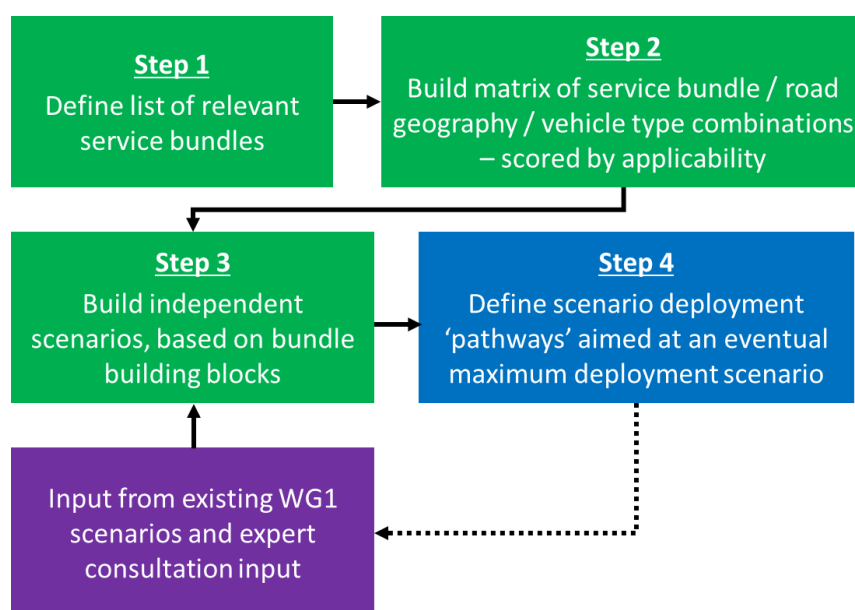 Step 1
Define list of relevant
service bundles
Step 2
Build matrix of service bundle / road
geography / vehicle type combinations
– scored by applicability
Step 3
Build independent
scenarios, based on bundle
building blocks
Step 4
Define scenario deployment
‘pathways’ aimed at an eventual
maximum deployment scenario
Input from existing WG1
scenarios and expert
consultation input